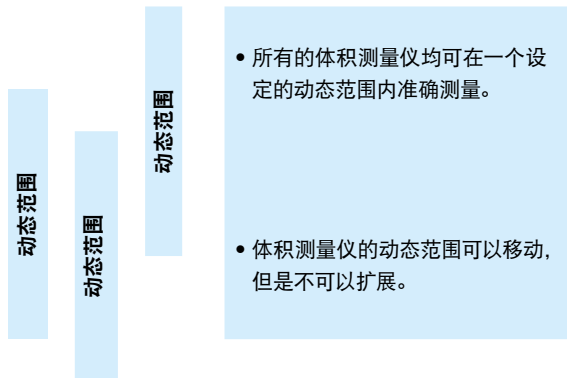 动态范围
动态范围
动态范围
• 所有的体积测量仪均可在一个设
定的动态范围内准确测量。
• 体积测量仪的动态范围可以移动,
但是不可以扩展。